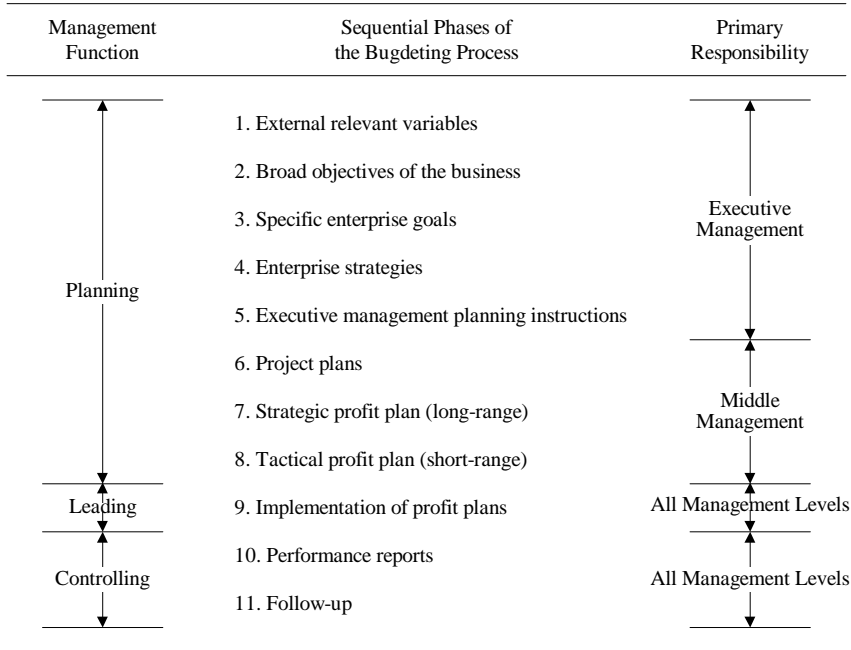 Management
Function
Sequential Phases of
the Bugdeting Process
Primary
Responsibility
1. External relevant variables
2. Broad objectives of the business
3. Specific enterprise goals
4. Enterprise strategies
5. Executive management planning instructions
6. Project plans
7. Strategic profit plan (long-range)
8. Tactical profit plan (short-range)
9. Implementation of profit plans
10. Performance reports
11. Follow-up
Planning
Leading
Controlling
Executive
Management
Middle
Management
All Management Levels
All Management Levels